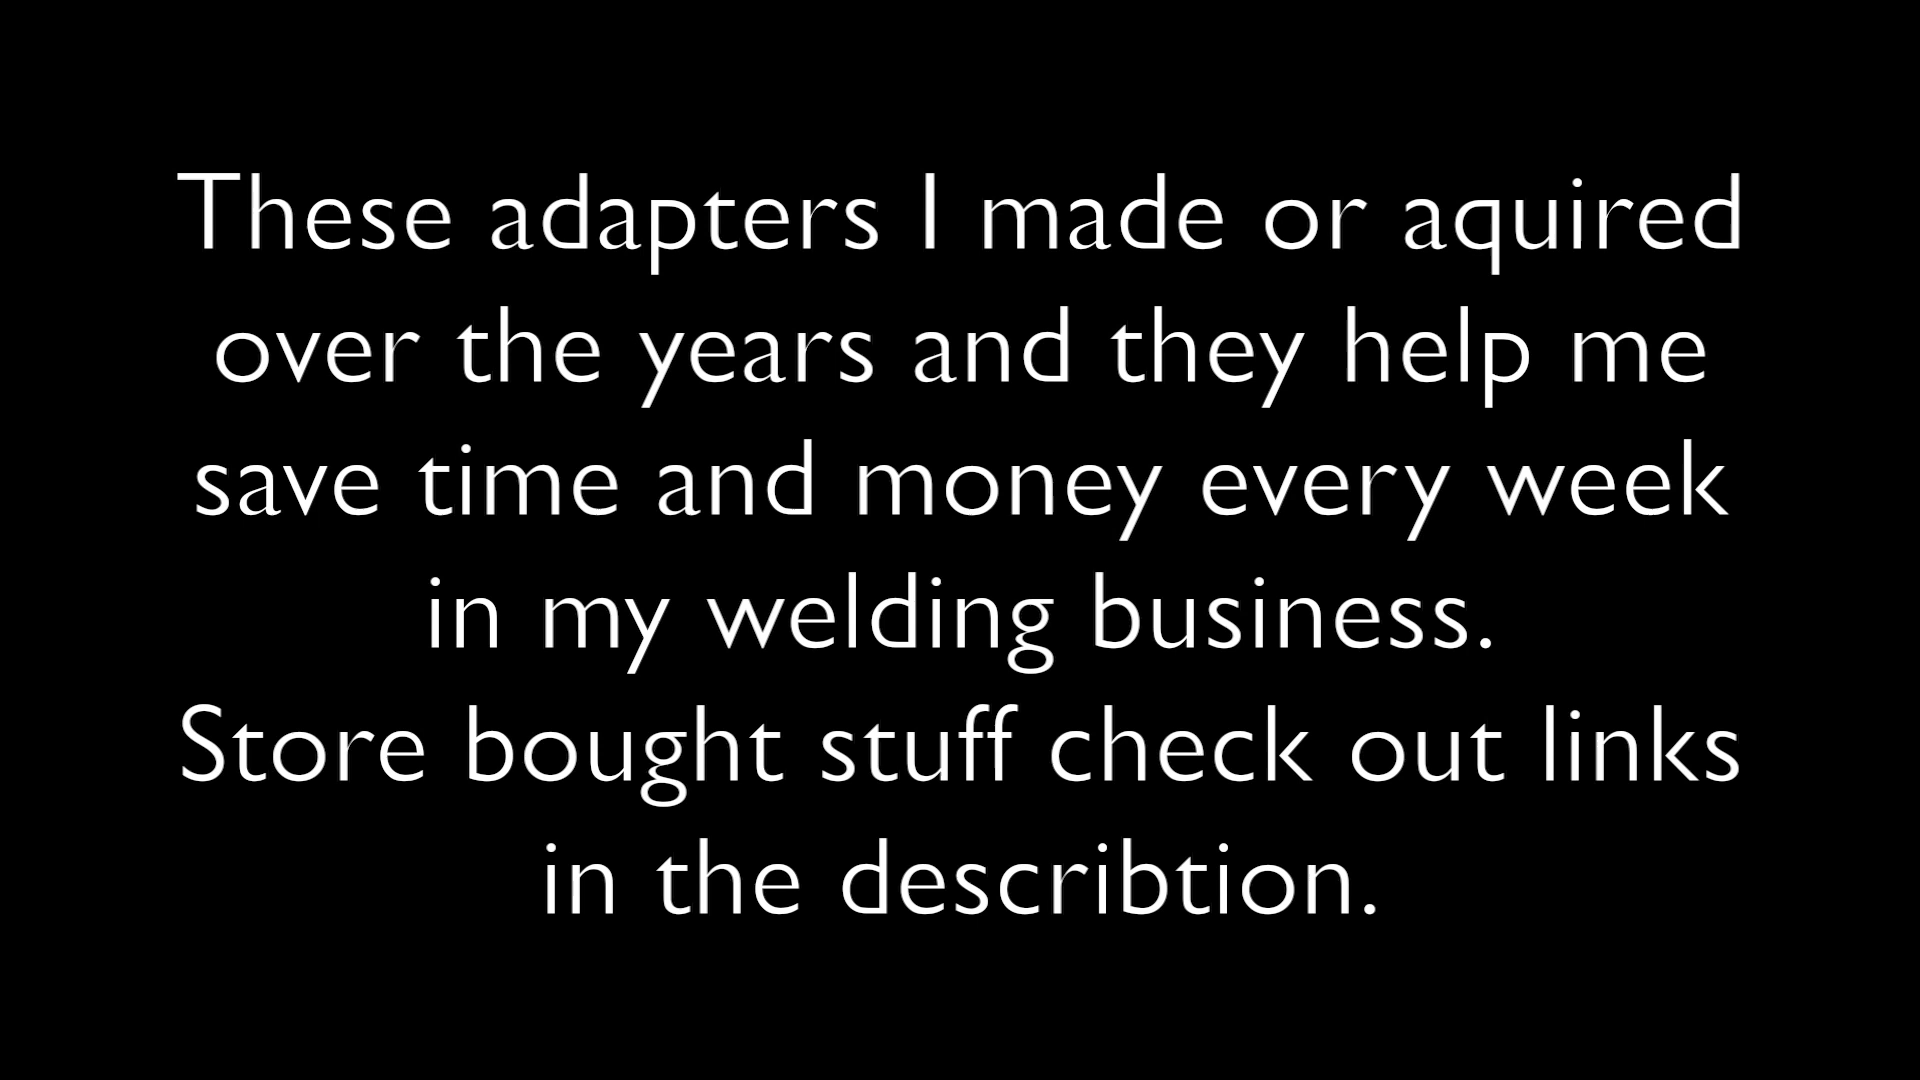 These adapters I made or aquired
over the years and they help me
save time and money every week
in my welding business.
Store bought stuff check out links
in the describtion.